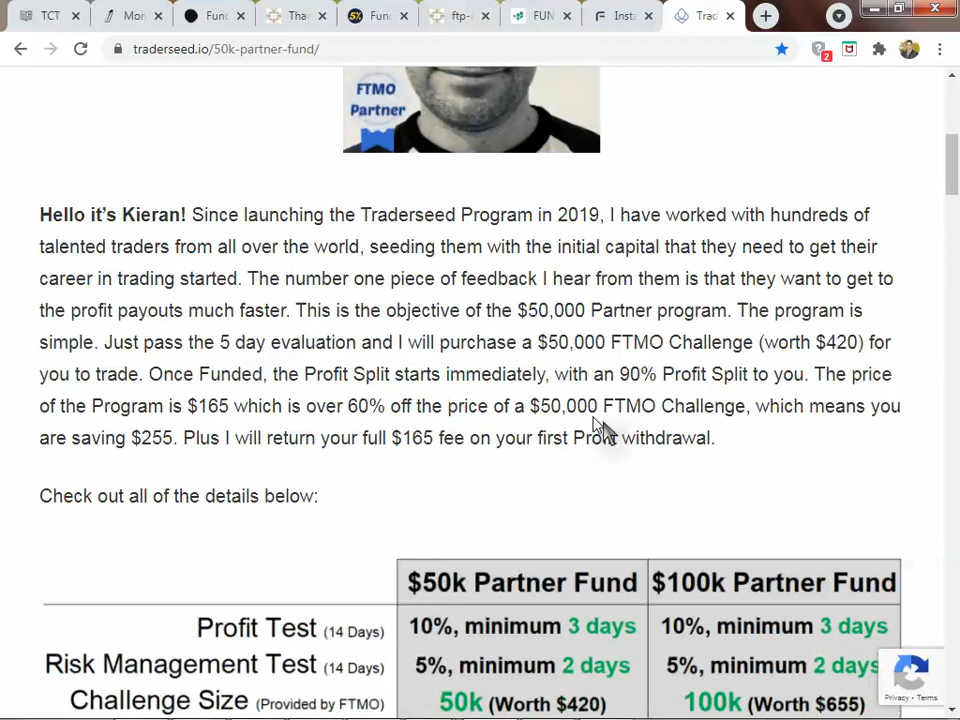 TCT
Mor
Func
Thar
5%
Func
ftp-c
FUN
Insta
Trad
traderseed.io/50k-partner-fund/
2
FTMO
Partner
Hello it's Kieran! Since launching the Traderseed Program in 2019, I have worked with hundreds of
talented traders from all over the world, seeding them with the initial capital that they need to get their
career in trading started. The number one piece of feedback I hear from them is that they want to get to
the profit payouts much faster. This is the objective of the $50,000 Partner program. The program is
simple. Just pass the 5 day evaluation and I will purchase a $50,000 FTMO Challenge (worth $420) for
you to trade. Once Funded, the Profit Split starts immediately, with an 90% Profit Split to you. The price
of the Program is $165 which is over 60% off the price of a $50,000 FTMO Challenge, which means you
are saving $255. Plus I will return your full $165 fee on your first Profit withdrawal.
Check out all of the details below:
$50k Partner Fund $100k Partner Fund
Profit Test (14 Days) 10%, minimum 3 days 10%, minimum 3 days
Risk Management Test (14 Days) 5%, minimum 2 days 5%, minimum 2 days
Challenge Size (Provided by FTMO) 50k (Worth $420) 100k (Worth $655)
Privacy - Terms